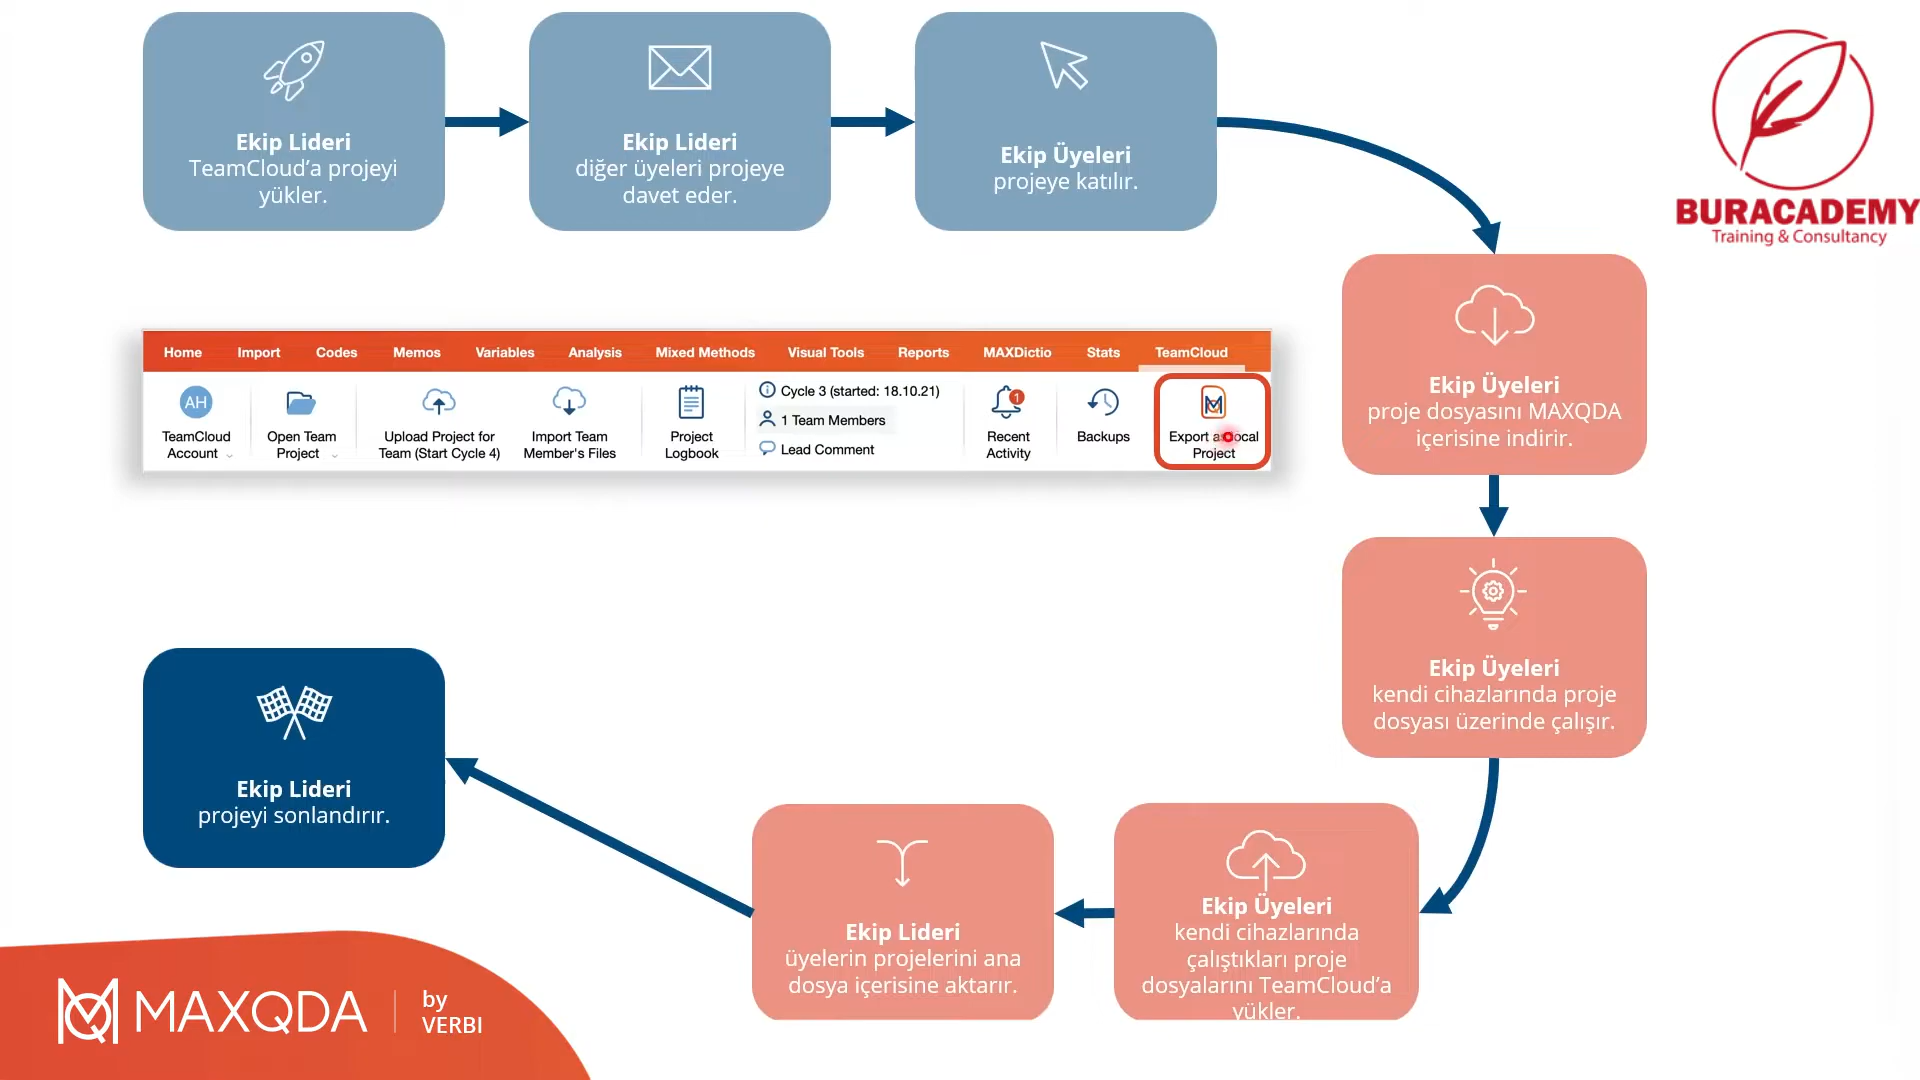 Ekip Lideri
TeamCloud’a projeyi
yükler.
Ekip Lideri
diğer üyeleri projeye
davet eder.
Ekip Üyeleri
projeye katılır.
BURACADEMY
Training & Consultancy
Ekip Üyeleri
proje dosyasını MAXQDA
içerisine indirir.
Home Import Codes Memos Variables Analysis Mixed Methods Visual Tools Reports MAXDictio Stats TeamCloud
AH
TeamCloud
Account
Open Team
Project
Upload Project for
Team (Start Cycle 4)
Import Team
Member's Files
Project
Logbook
Cycle 3 (started: 18.10.21)
1 Team Members
Lead Comment
1
Recent
Activity
Backups
Export as Local
Project
Ekip Üyeleri
kendi cihazlarında proje
dosyası üzerinde çalışır.
Ekip Üyeleri
kendi cihazlarında
çalıştıkları proje
dosyalarını TeamCloud’a
yükler.
Ekip Lideri
üyelerin projelerini ana
dosya içerisine aktarır.
Ekip Lideri
projeyi sonlandırır.
MAXQDA
by
VERBI